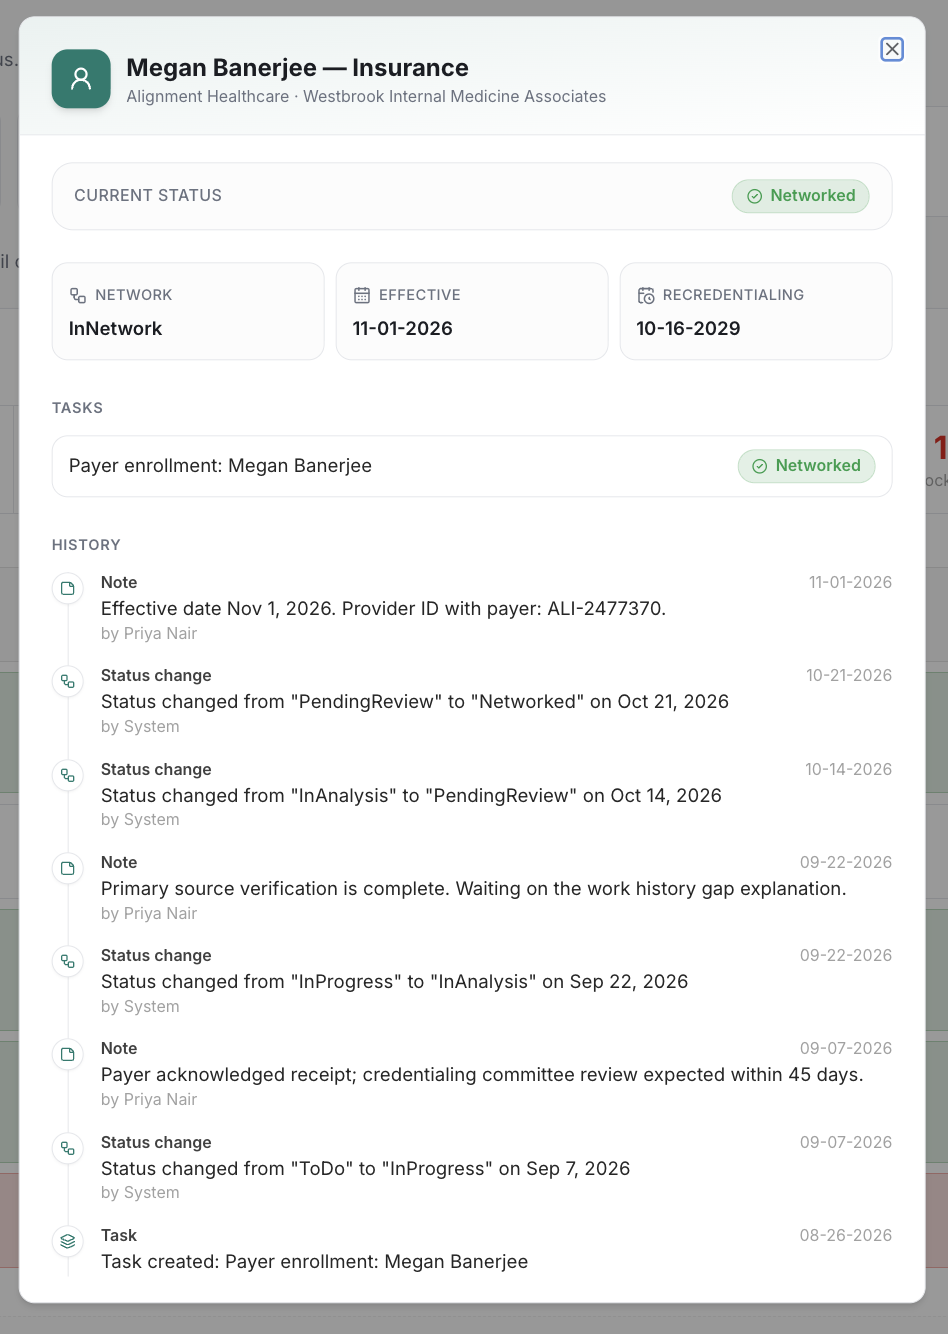 Megan Banerjee — Insurance
Alignment Healthcare · Westbrook Internal Medicine Associates
CURRENT STATUS
Networked
NETWORK
InNetwork
EFFECTIVE
11-01-2026
RECREDENTIALING
10-16-2029
TASKS
Payer enrollment: Megan Banerjee
Networked
HISTORY
Note
11-01-2026
Effective date Nov 1, 2026. Provider ID with payer: ALI-2477370.
by Priya Nair
Status change
10-21-2026
Status changed from "PendingReview" to "Networked" on Oct 21, 2026
by System
Status change
10-14-2026
Status changed from "InAnalysis" to "PendingReview" on Oct 14, 2026
by System
Note
09-22-2026
Primary source verification is complete. Waiting on the work history gap explanation.
by Priya Nair
Status change
09-22-2026
Status changed from "InProgress" to "InAnalysis" on Sep 22, 2026
by System
Note
09-07-2026
Payer acknowledged receipt; credentialing committee review expected within 45 days.
by Priya Nair
Status change
09-07-2026
Status changed from "ToDo" to "InProgress" on Sep 7, 2026
by System
Task
08-26-2026
Task created: Payer enrollment: Megan Banerjee